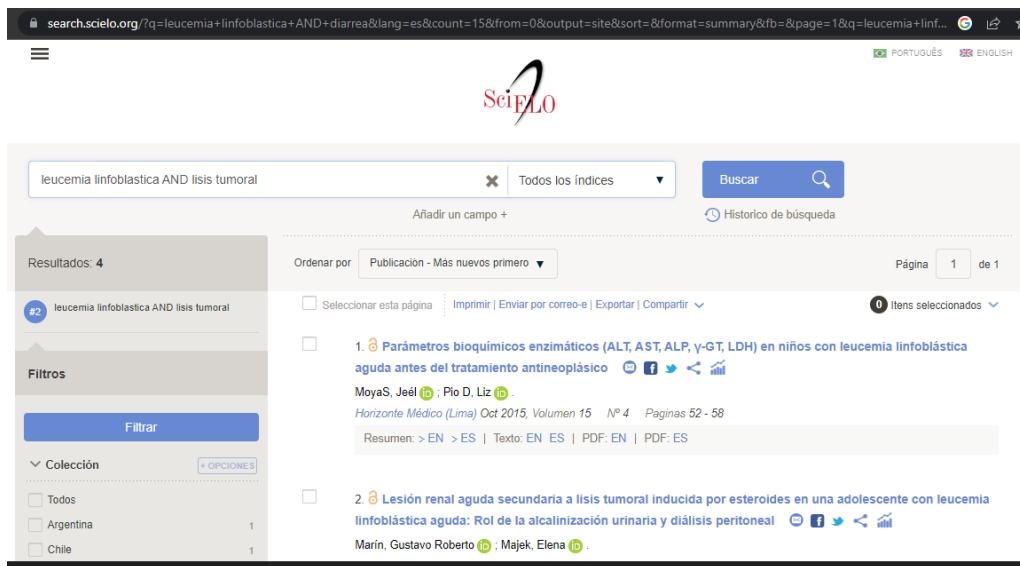 search.scielo.org/?q=leucemia+linfoblastica+AND+diarrea&lang=es&count=15&from=0&output=site&sort=&format=summary&fb=&page=1&q=leucemia+linf...
PORTUGUÊS ENGLISH
SciELO
leucemia linfoblastica AND lisis tumoral
Todos los índices
Buscar
Añadir un campo +
Historico de búsqueda
Resultados: 4
Ordenar por Publicación - Más nuevos primero
Página 1 de 1
#2 leucemia linfoblastica AND lisis tumoral
Seleccionar esta página Imprimir | Enviar por correo-e | Exportar | Compartir
0 Itens seleccionados
Filtros
Filtrar
Colección + OPCIONES
Todos
Argentina 1
Chile 1
1. Parámetros bioquímicos enzimáticos (ALT, AST, ALP, γ-GT, LDH) en niños con leucemia linfoblástica
aguda antes del tratamiento antineoplásico
MoyaS, Jeél iD ; Pio D, Liz iD .
Horizonte Médico (Lima) Oct 2015, Volumen 15 Nº 4 Paginas 52 - 58
Resumen: > EN > ES | Texto: EN ES | PDF: EN | PDF: ES
2. Lesión renal aguda secundaria a lisis tumoral inducida por esteroides en una adolescente con leucemia
linfoblástica aguda: Rol de la alcalinización urinaria y diálisis peritoneal
Marín, Gustavo Roberto iD ; Majek, Elena iD .